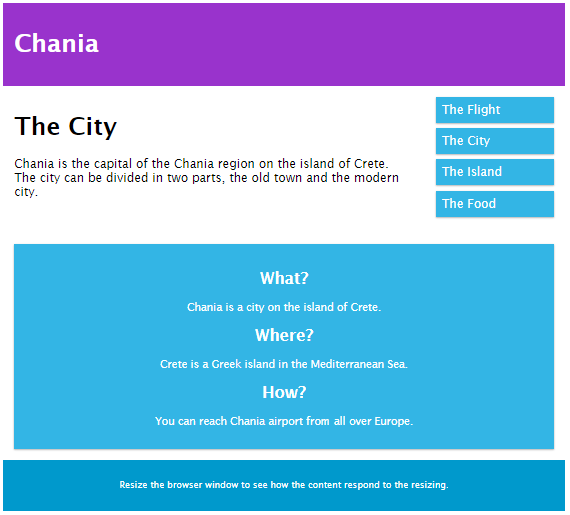 Chania
The City
Chania is the capital of the Chania region on the island of Crete.
The city can be divided in two parts, the old town and the modern
city.
The Flight
The City
The Island
The Food
What?
Chania is a city on the island of Crete.
Where?
Crete is a Greek island in the Mediterranean Sea.
How?
You can reach Chania airport from all over Europe.
Resize the browser window to see how the content respond to the resizing.